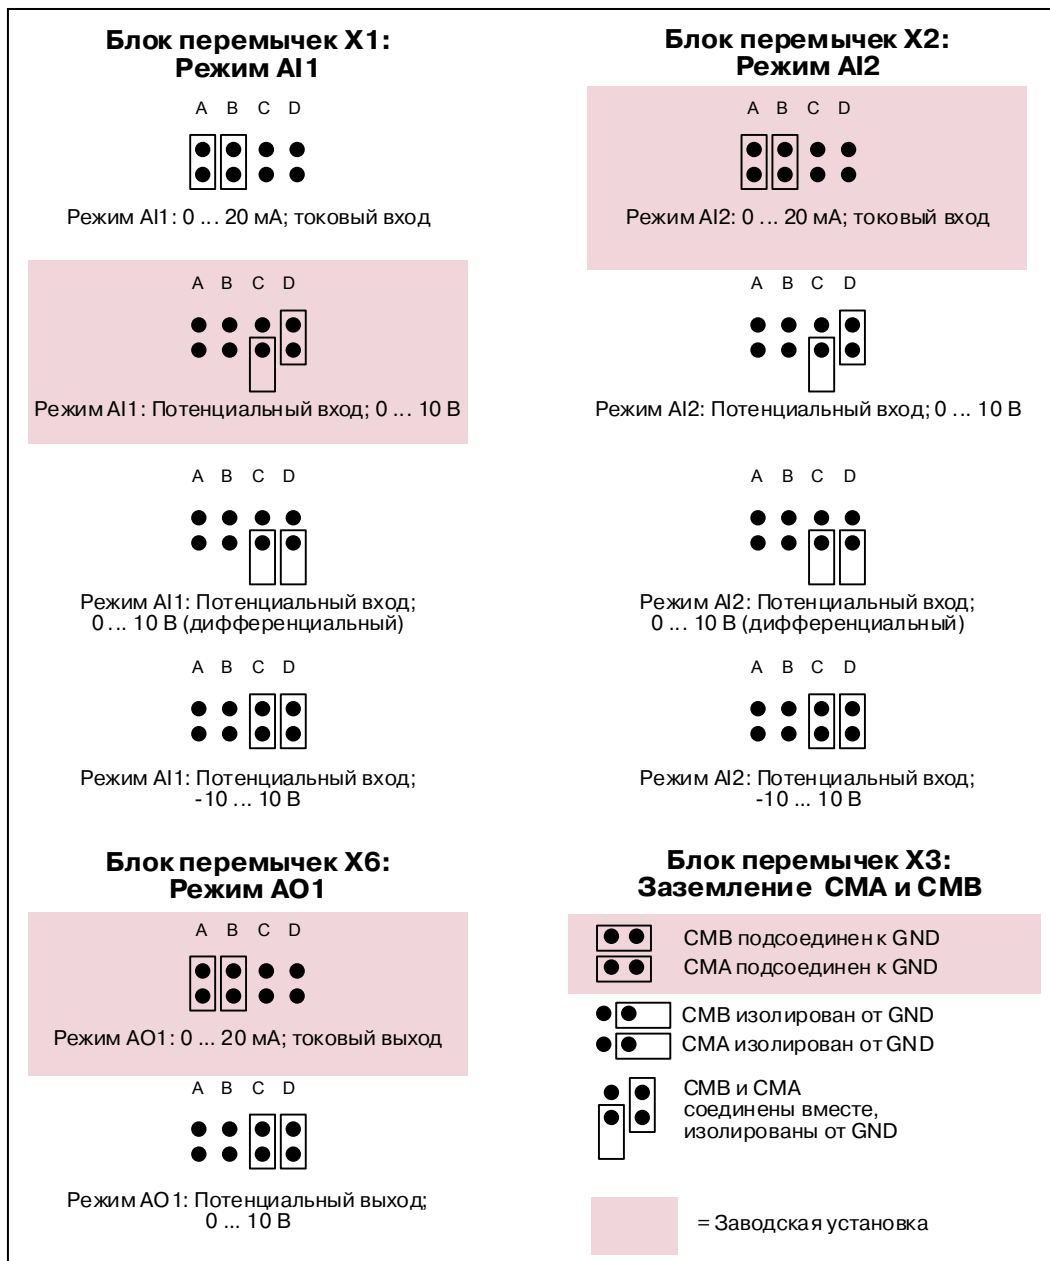 Блок перемычек X1:
Режим AI1
A B C D
Режим AI1: 0 ... 20 мА; токовый вход
A B C D
Режим AI1: Потенциальный вход; 0 ... 10 В
A B C D
Режим AI1: Потенциальный вход;
0 ... 10 В (дифференциальный)
A B C D
Режим AI1: Потенциальный вход;
-10 ... 10 В
Блок перемычек X2:
Режим AI2
A B C D
Режим AI2: 0 ... 20 мА; токовый вход
A B C D
Режим AI2: Потенциальный вход; 0 ... 10 В
A B C D
Режим AI2: Потенциальный вход;
0 ... 10 В (дифференциальный)
A B C D
Режим AI2: Потенциальный вход;
-10 ... 10 В
Блок перемычек X6:
Режим AO1
A B C D
Режим AO1: 0 ... 20 мА; токовый выход
A B C D
Режим AO1: Потенциальный выход;
0 ... 10 В
Блок перемычек X3:
Заземление CMA и CMB
CMB подсоединен к GND
CMA подсоединен к GND
CMB изолирован от GND
CMA изолирован от GND
CMB и CMA
соединены вместе,
изолированы от GND
= Заводская установка